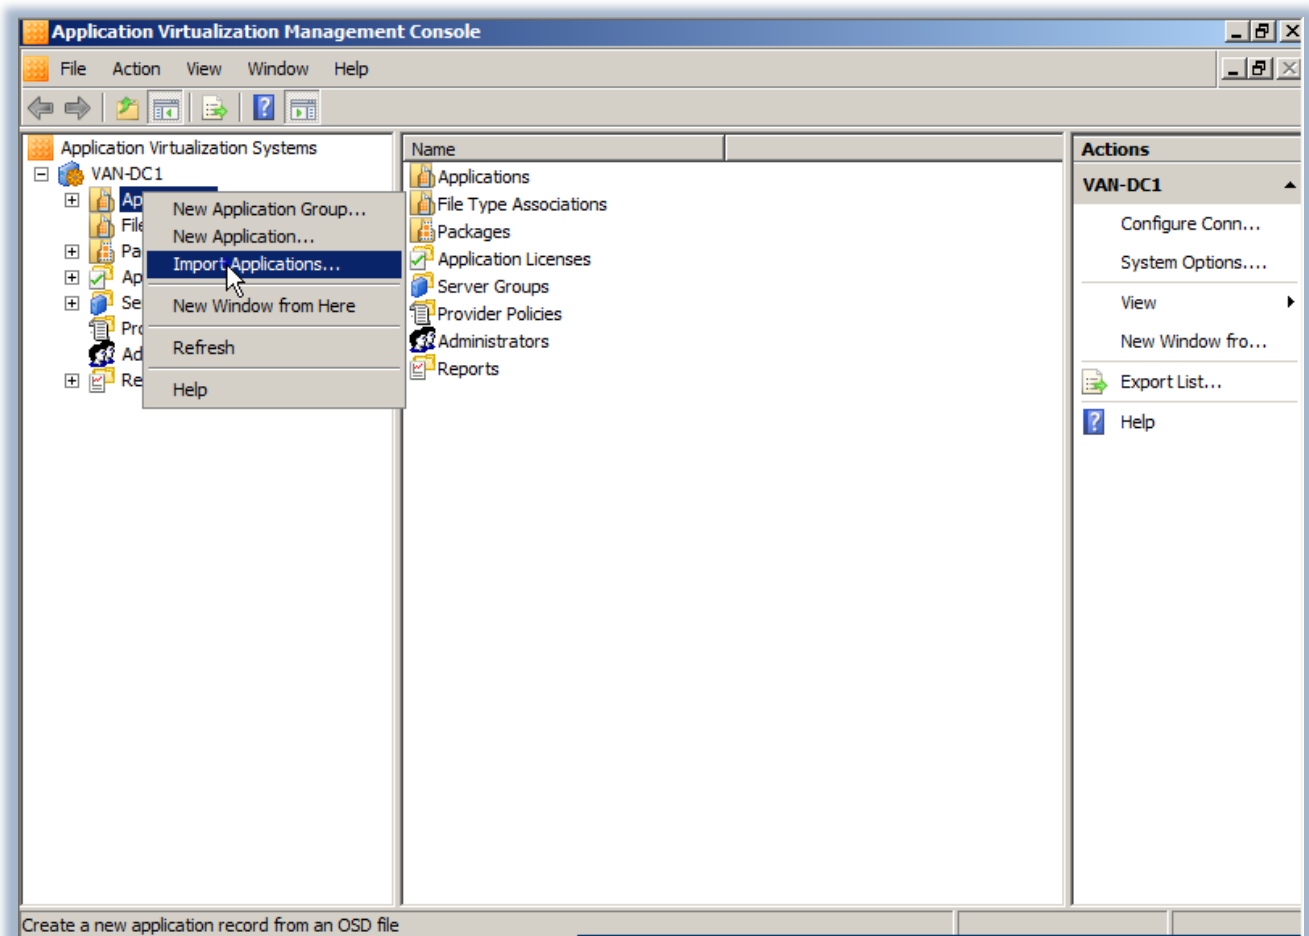 Application Virtualization Management Console
File Action View Window Help
Application Virtualization Systems
VAN-DC1
New Application Group...
New Application...
Import Applications...
New Window from Here
Refresh
Help
Name
Applications
File Type Associations
Packages
Application Licenses
Server Groups
Provider Policies
Administrators
Reports
Actions
VAN-DC1
Configure Conn...
System Options....
View
New Window fro...
Export List...
Help
Create a new application record from an OSD file